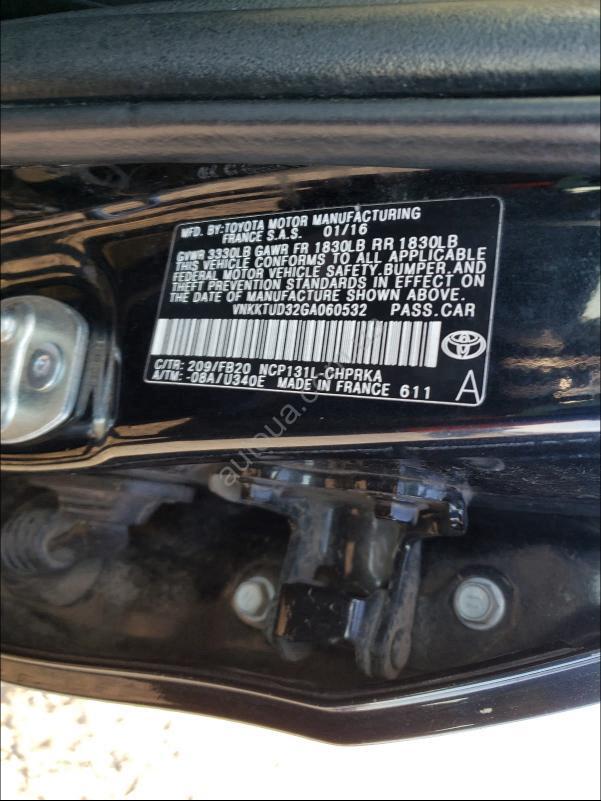 MFD. BY:TOYOTA MOTOR MANUFACTURING
FRANCE S.A.S. 01/16
GVWR 3330LB GAWR FR 1830LB RR 1830LB
THIS VEHICLE CONFORMS TO ALL APPLICABLE
FEDERAL MOTOR VEHICLE SAFETY,BUMPER,AND
THEFT PREVENTION STANDARDS IN EFFECT ON
THE DATE OF MANUFACTURE SHOWN ABOVE.
VNKKTUD32GA060532 PASS.CAR
C/TR: 209/FB20 NCP131L-CHPRKA
A/TM: -08A/U340E MADE IN FRANCE 611 A
autoua.com